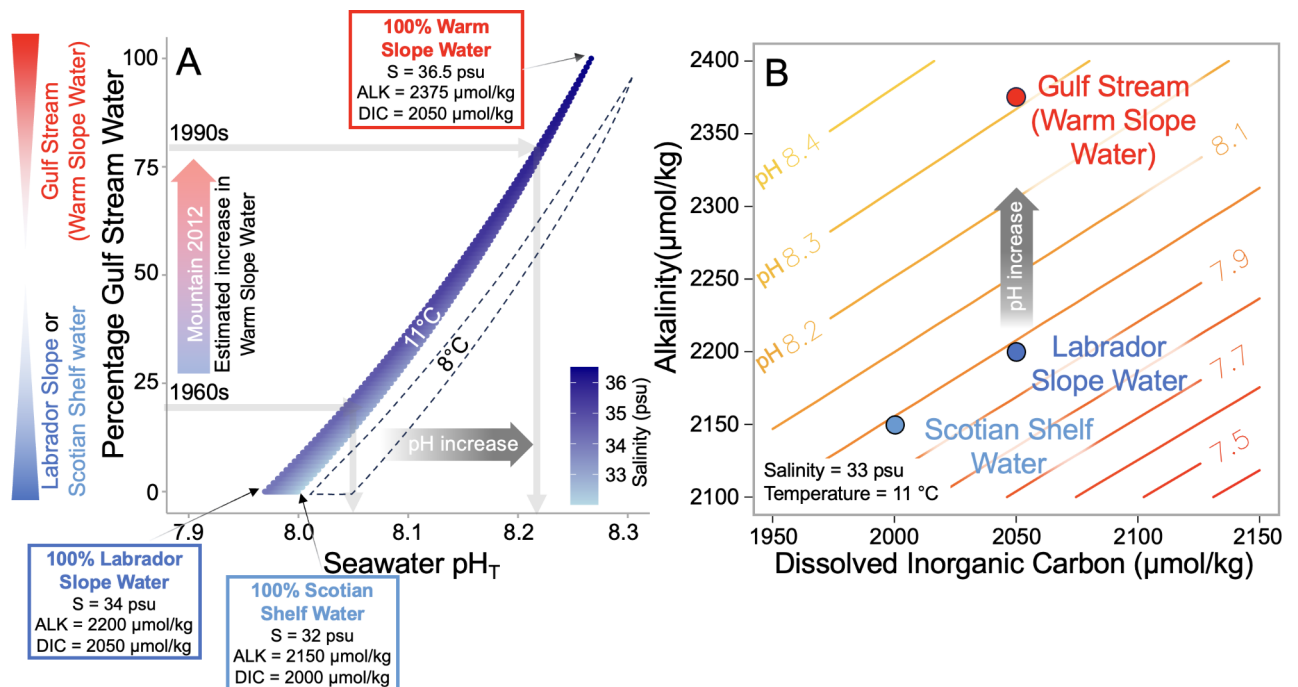 Gulf Stream
(Warm Slope Water)
Labrador Slope or
Scotian Shelf water
Percentage Gulf Stream Water
100
75
50
25
0
A
1990s
1960s
Mountain 2012
Estimated increase in
Warm Slope Water
100% Warm
Slope Water
S = 36.5 psu
ALK = 2375 µmol/kg
DIC = 2050 µmol/kg
11°C
8°C
pH increase
36
35
34
33
Salinity (psu)
7.9
8.0
8.1
8.2
8.3
Seawater pHT
100% Labrador
Slope Water
S = 34 psu
ALK = 2200 µmol/kg
DIC = 2050 µmol/kg
100% Scotian
Shelf Water
S = 32 psu
ALK = 2150 µmol/kg
DIC = 2000 µmol/kg
B
Alkalinity(µmol/kg)
2400
2350
2300
2250
2200
2150
2100
pH 8.4
pH 8.3
pH 8.2
8.1
7.9
7.7
7.5
Gulf Stream
(Warm Slope
Water)
pH increase
Labrador
Slope Water
Scotian Shelf
Water
Salinity = 33 psu
Temperature = 11 °C
1950
2000
2050
2100
2150
Dissolved Inorganic Carbon (µmol/kg)